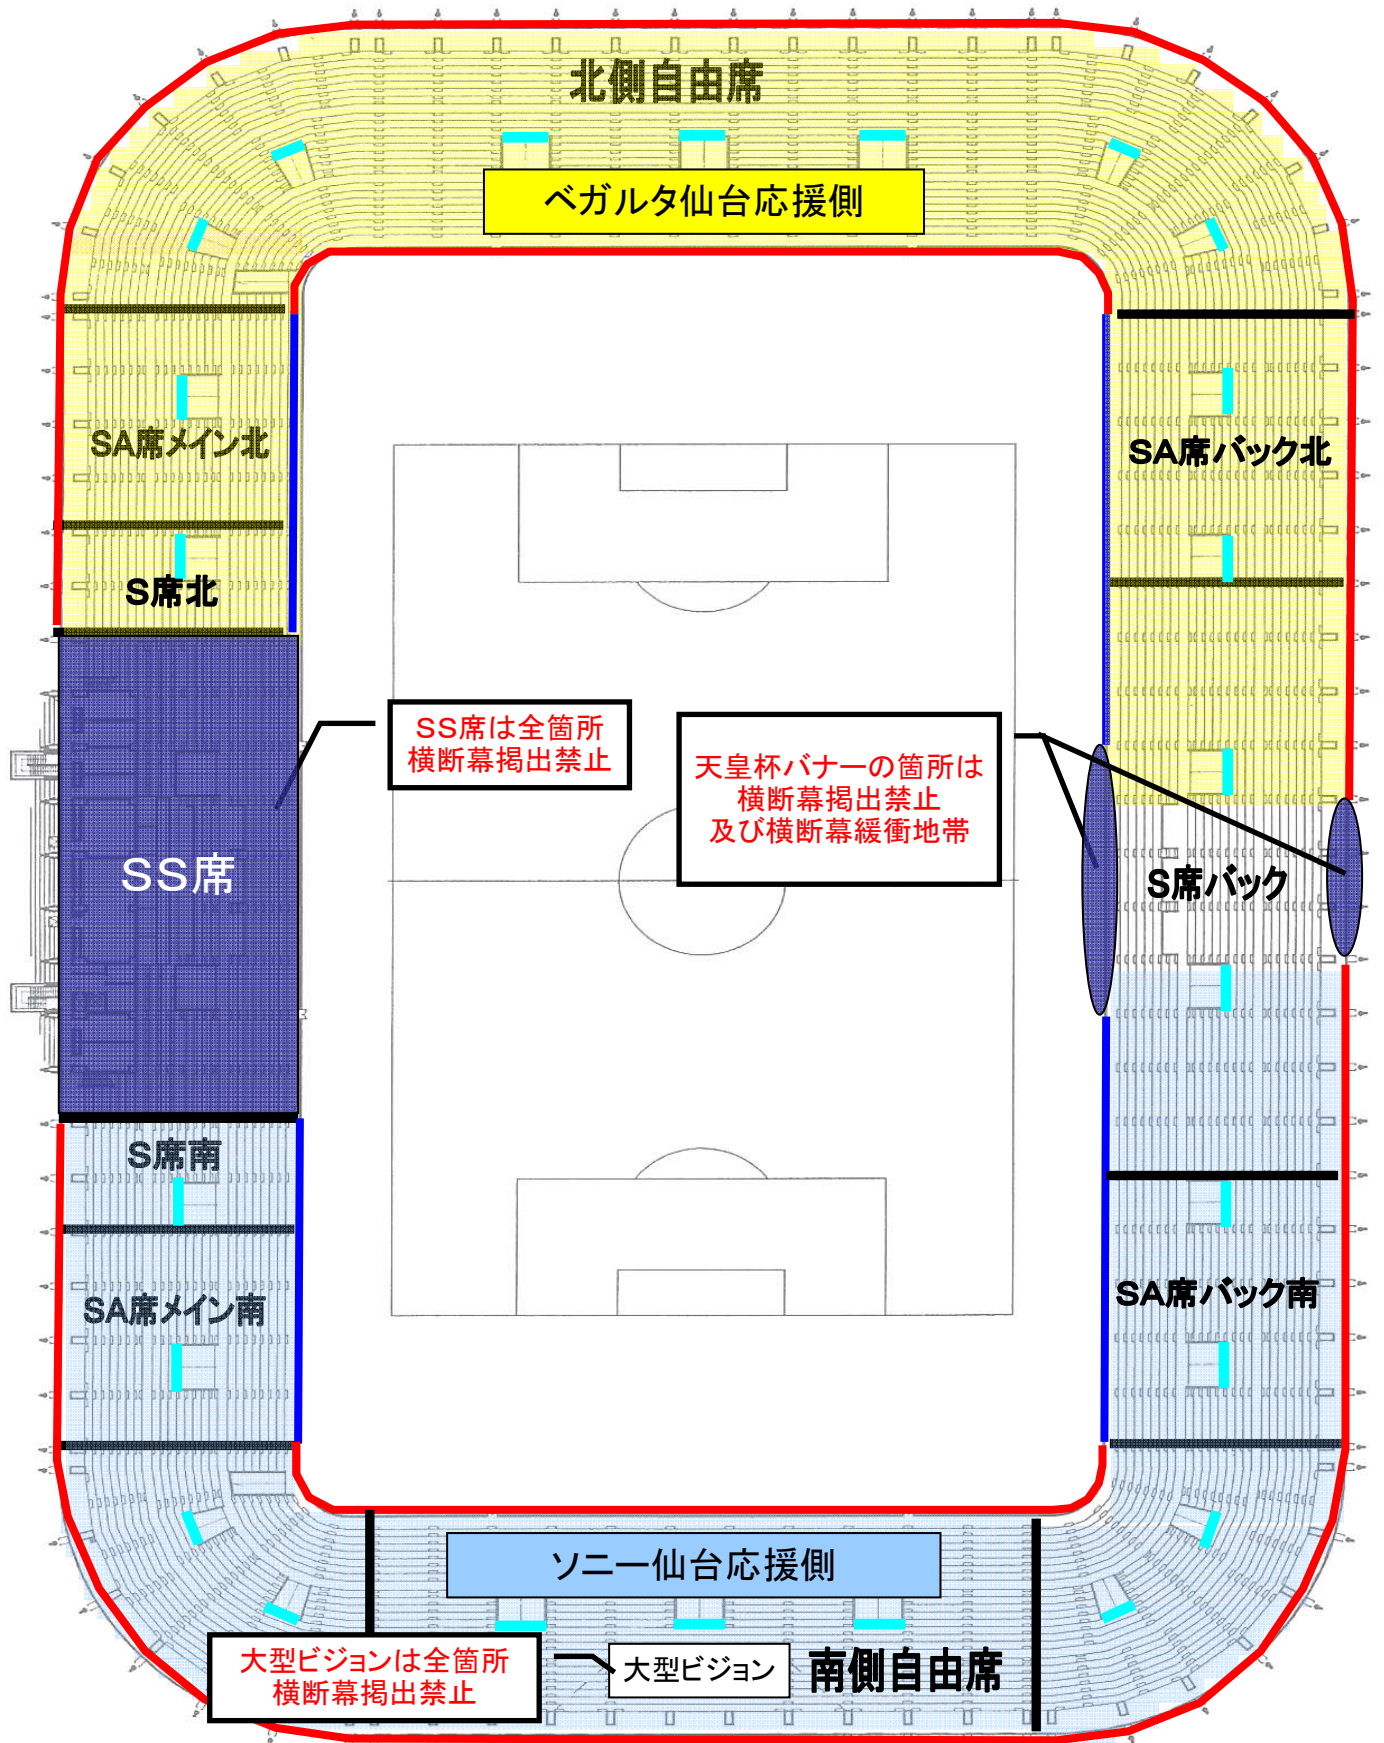 北側自由席
ベガルタ仙台応援側
SA席メイン北
SA席バック北
S席北
SS席は全箇所
横断幕掲出禁止
天皇杯バナーの箇所は
横断幕掲出禁止
及び横断幕緩衝地帯
SS席
S席バック
S席南
SA席メイン南
SA席バック南
ソニー仙台応援側
大型ビジョンは全箇所
横断幕掲出禁止
大型ビジョン
南側自由席